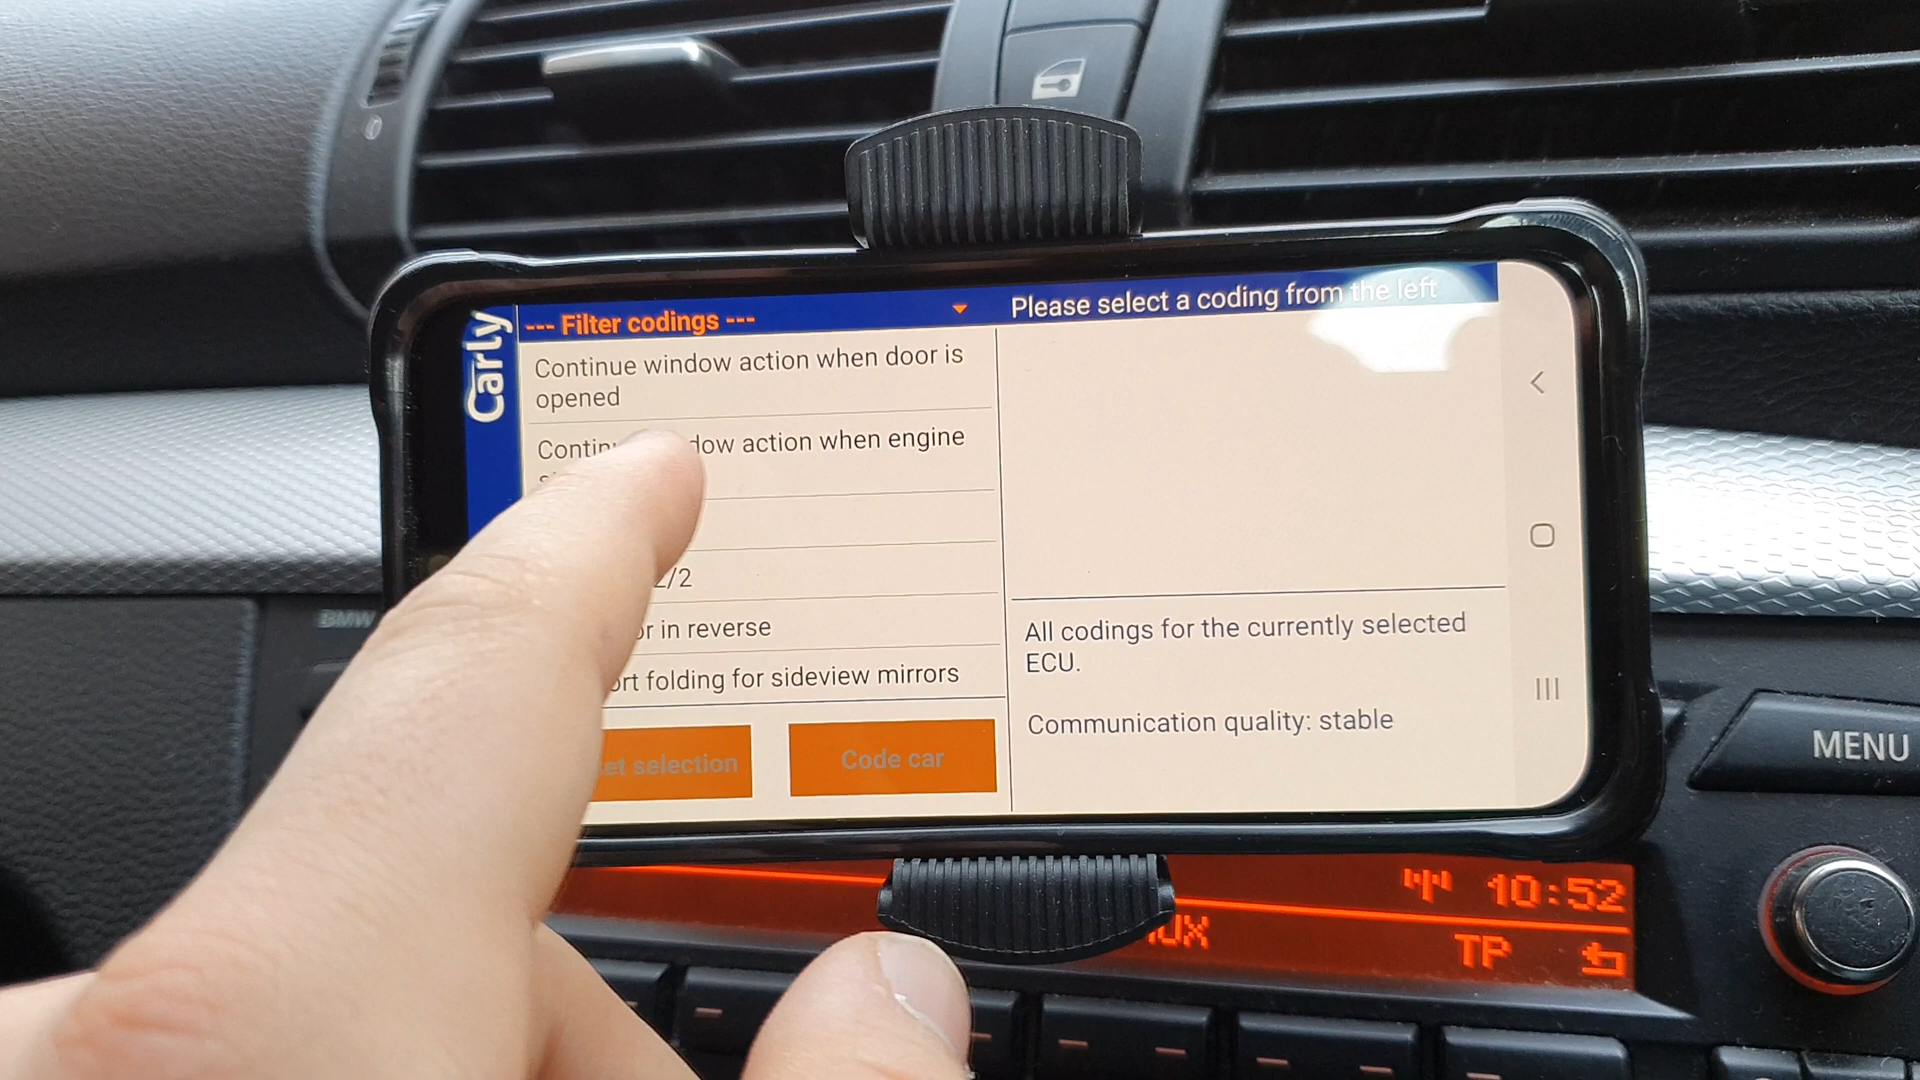 Carly
--- Filter codings ---
Please select a coding from the left
Continue window action when door is
opened
dow action when engine
2/2
in reverse
folding for sideview mirrors
selection
Code car
All codings for the currently selected
ECU.
Communication quality: stable
BMW
MENU
10:52
TP